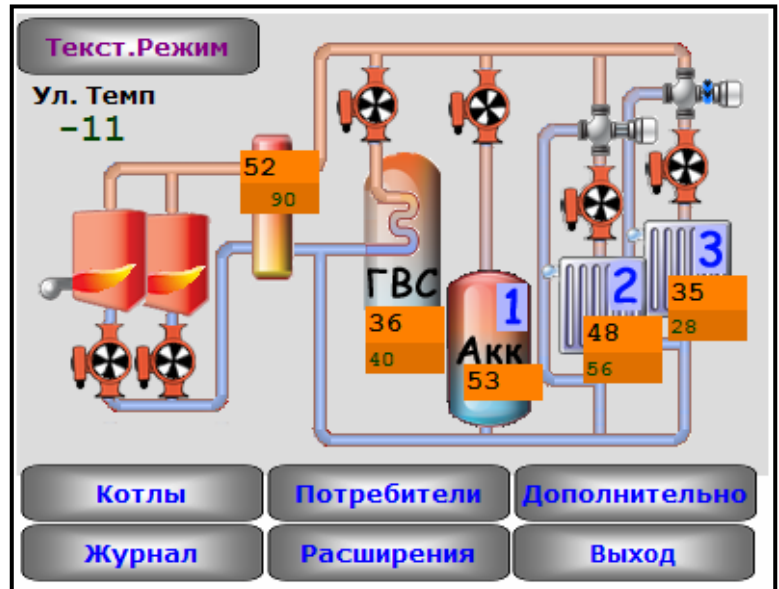 Текст.Режим
Ул. Темп
-11
52
90
ГВС
36
40
1
Акк
53
2
48
56
3
35
28
Котлы
Потребители
Дополнительно
Журнал
Расширения
Выход